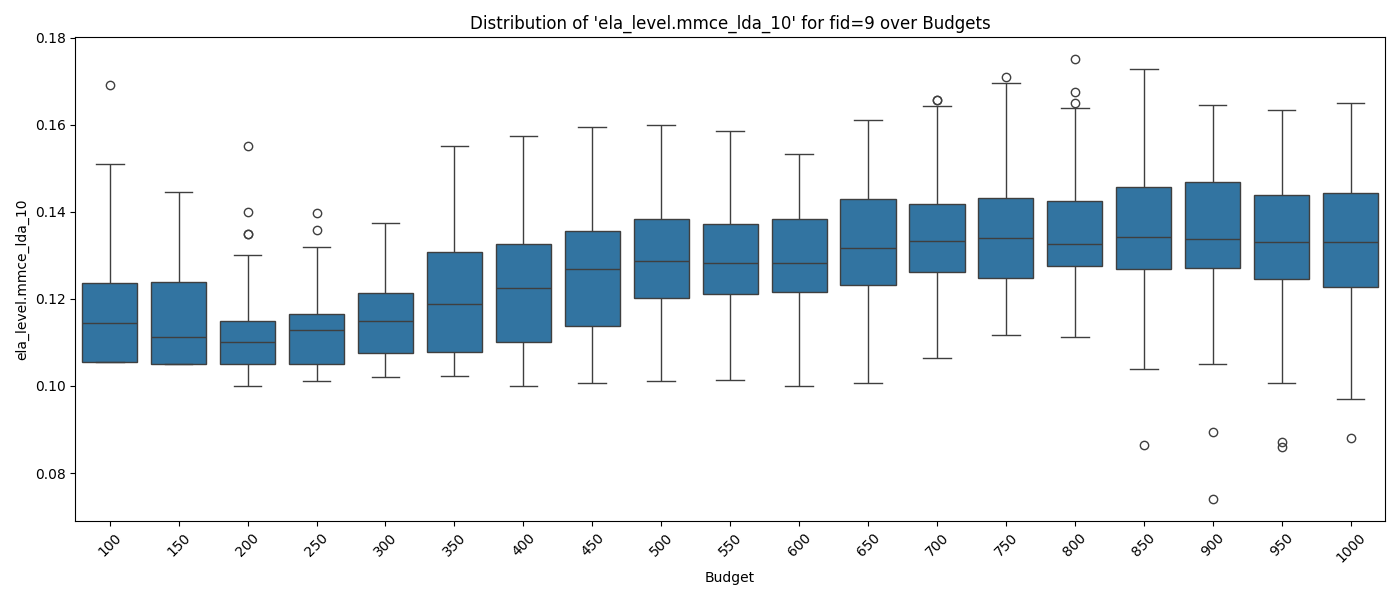 Distribution of 'ela_level.mmce_lda_10' for fid=9 over Budgets
ela_level.mmce_lda_10
0.18
0.16
0.14
0.12
0.10
0.08
100 150 200 250 300 350 400 450 500 550 600 650 700 750 800 850 900 950 1000
Budget